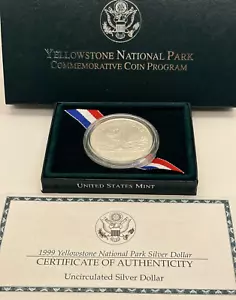 YELLOWSTONE NATIONAL PARK
COMMEMORATIVE COIN PROGRAM
UNITED STATES MINT
1999 Yellowstone National Park Silver Dollar
CERTIFICATE OF AUTHENTICITY
Uncirculated Silver Dollar